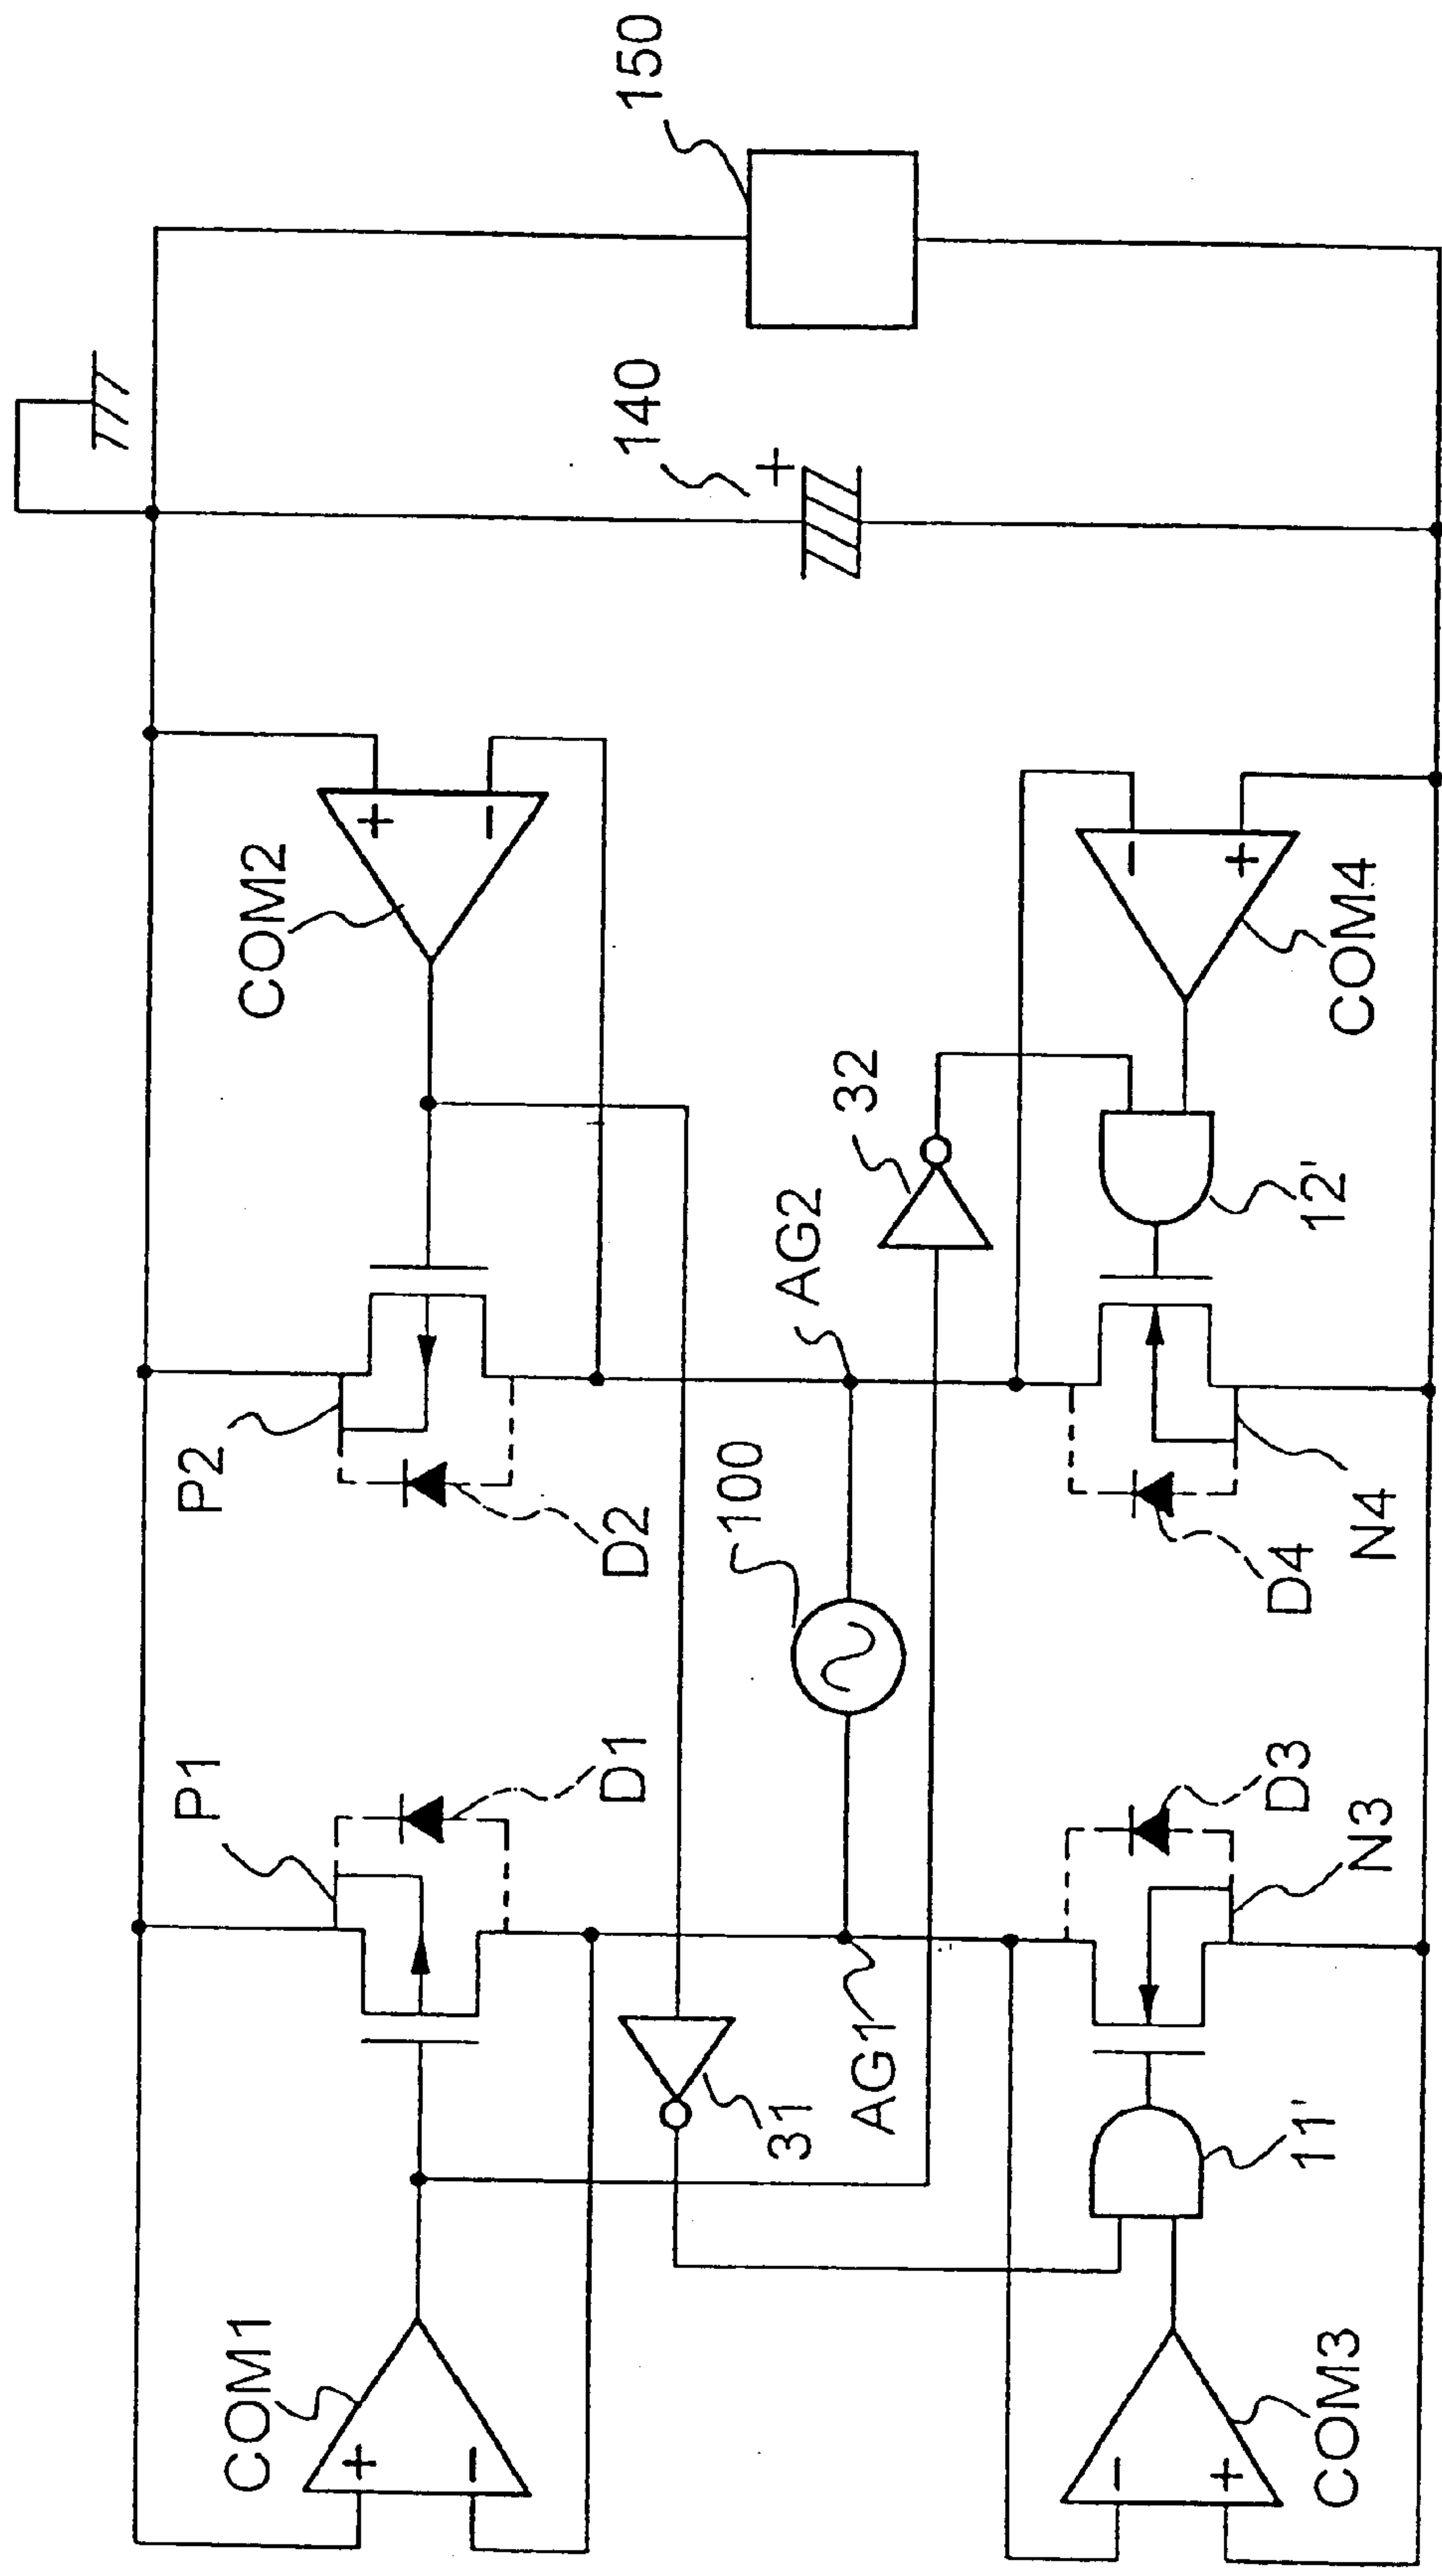 COM1
COM2
P1
P2
D1
D2
31
AG1
100
AG2
32
140
+
150
COM3
11'
N3
D3
D4
N4
12'
COM4
+
−
+
−
−
+
−
+